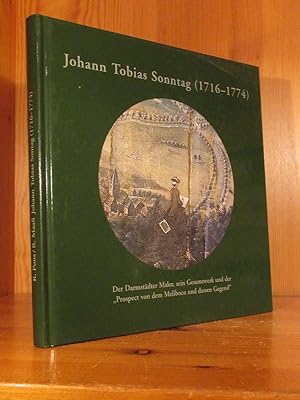 Johann Tobias Sonntag (1716–1774)
Der Darmstädter Maler, sein Gesamtwerk und der
„Prospect von dem Meliboco und dessen Gegend“
R. Pons / R. Maaß Johann Tobias Sonntag (1716–1774)